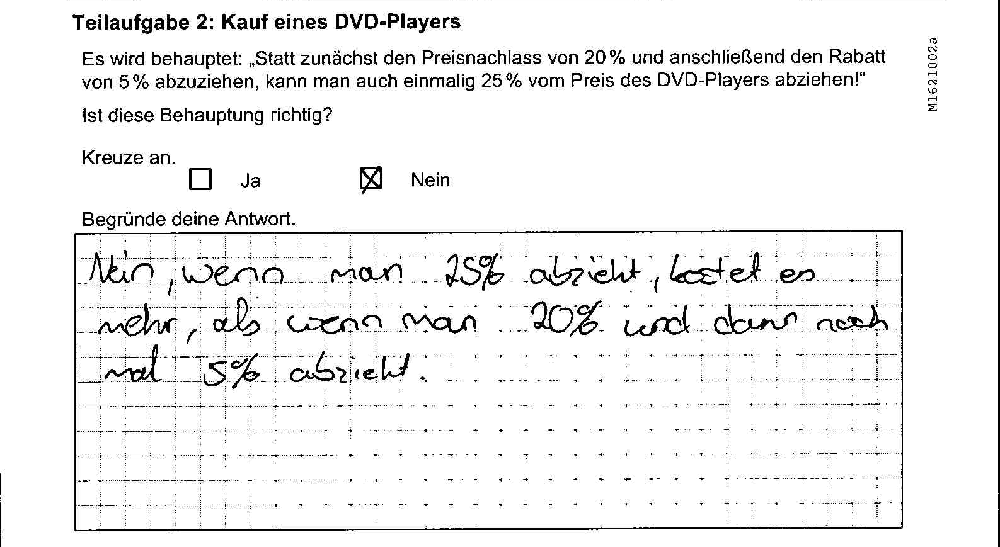 Teilaufgabe 2: Kauf eines DVD-Players
Es wird behauptet: „Statt zunächst den Preisnachlass von 20 % und anschließend den Rabatt
von 5 % abzuziehen, kann man auch einmalig 25 % vom Preis des DVD-Players abziehen!“
Ist diese Behauptung richtig?
Kreuze an.
Ja Nein
Begründe deine Antwort.
Nein, wenn man 25% abzieht, kostet es
mehr, als wenn man 20% und dann noch
mal 5% abzieht.
M1621002a